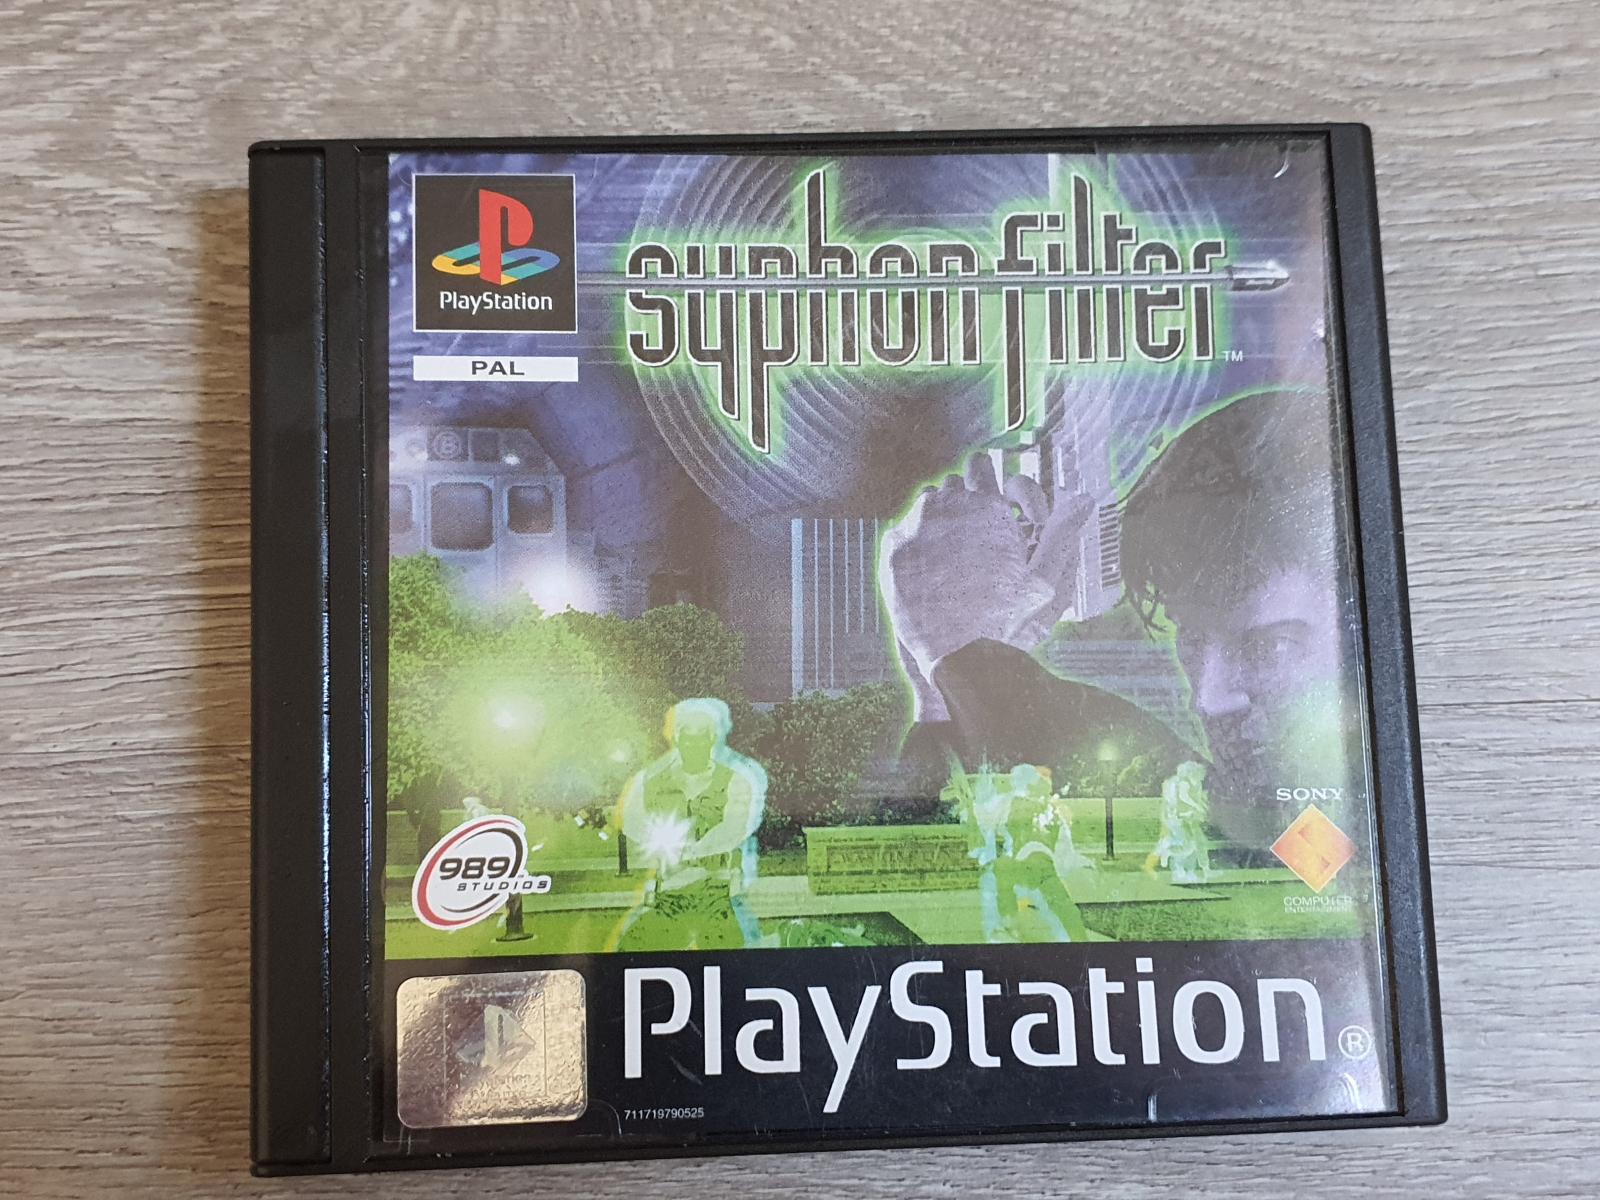 PlayStation
PAL
syphon filter
TM
B
989
STUDIOS
SONY
COMPUTER
ENTERTAINMENT
PlayStation®
711719790525